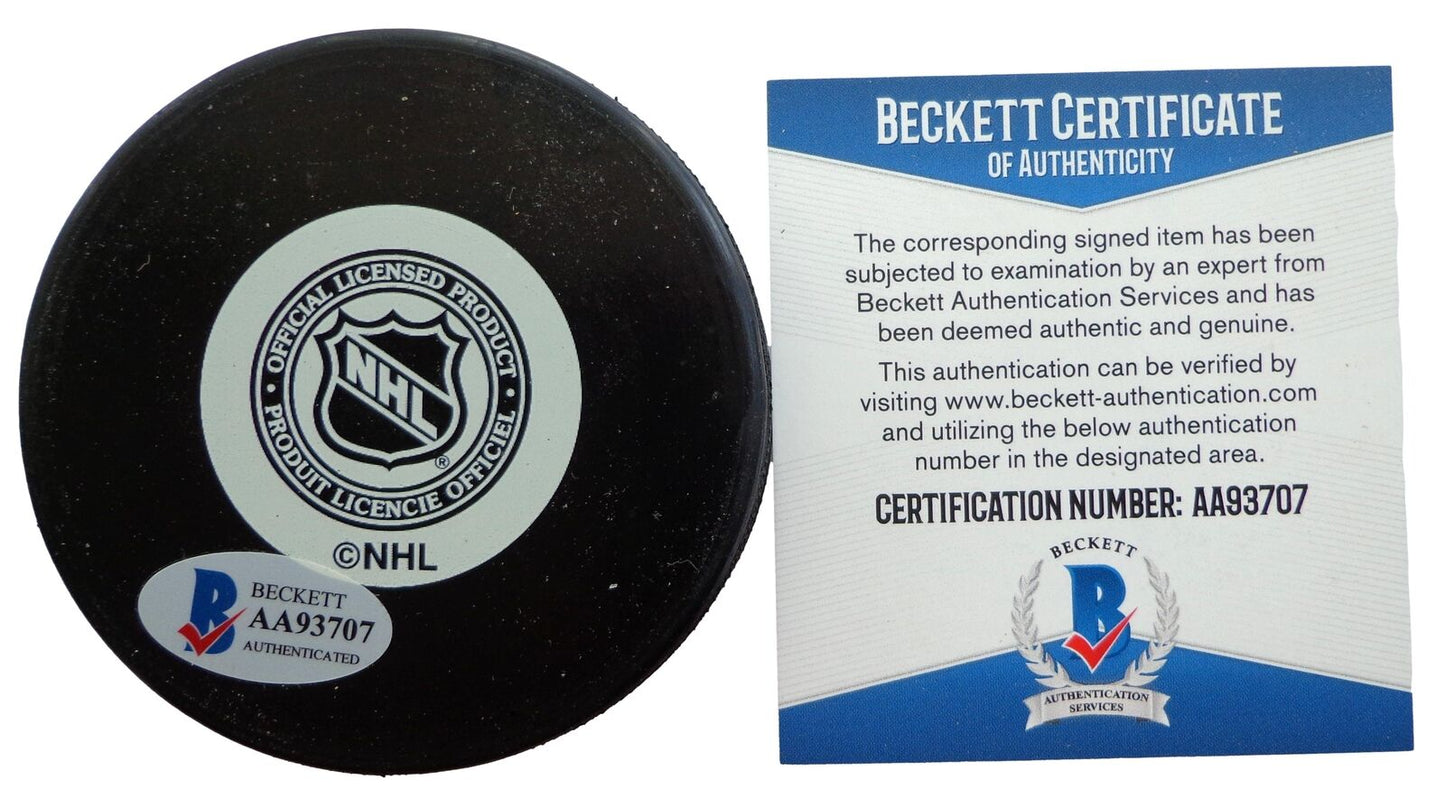 OFFICIAL LICENSED PRODUCT
NHL
®
• PRODUIT LICENCIE OFFICIEL •
©NHL
BECKETT
AA93707
AUTHENTICATED
BECKETT CERTIFICATE
OF AUTHENTICITY
The corresponding signed item has been
subjected to examination by an expert from
Beckett Authentication Services and has
been deemed authentic and genuine.
This authentication can be verified by
visiting www.beckett-authentication.com
and utilizing the below authentication
number in the designated area.
CERTIFICATION NUMBER: AA93707
BECKETT
B
AUTHENTICATION
SERVICES